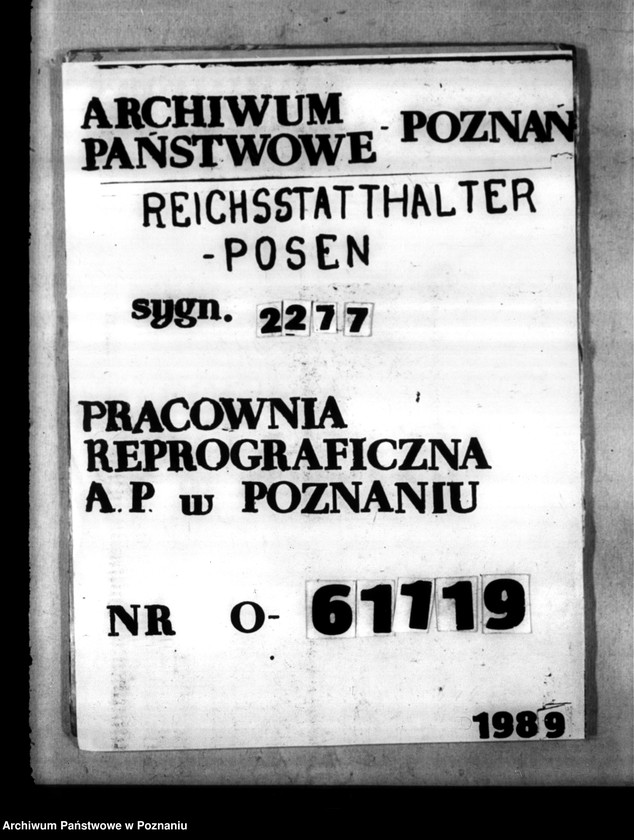 ARCHIWUM
PAŃSTWOWE - POZNAŃ
REICHSSTATTHALTER
-POSEN
sygn. 2277
PRACOWNIA
REPROGRAFICZNA
A.P. w POZNANIU
NR O- 61119
1989
Archiwum Państwowe w Poznaniu